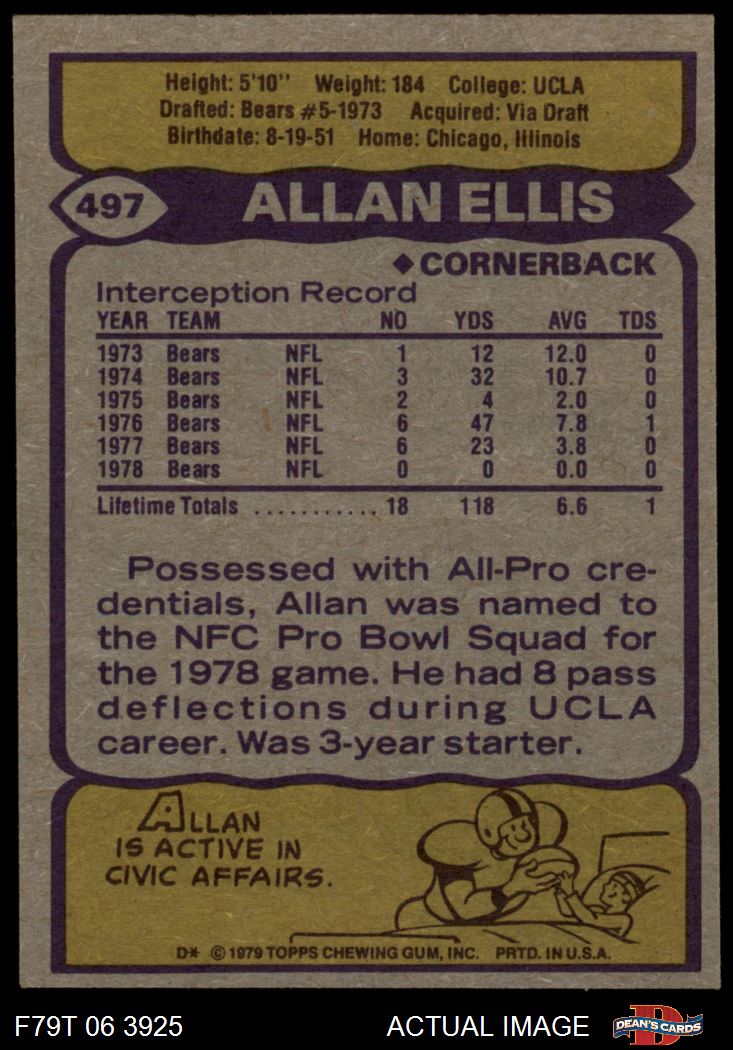 Height: 5'10" Weight: 184 College: UCLA
Drafted: Bears #5-1973 Acquired: Via Draft
Birthdate: 8-19-51 Home: Chicago, Illinois
497 ALLAN ELLIS
◆CORNERBACK
Interception Record
YEAR TEAM NO YDS AVG TDS
1973 Bears NFL 1 12 12.0 0
1974 Bears NFL 3 32 10.7 0
1975 Bears NFL 2 4 2.0 0
1976 Bears NFL 6 47 7.8 1
1977 Bears NFL 6 23 3.8 0
1978 Bears NFL 0 0 0.0 0
Lifetime Totals ........... 18 118 6.6 1
Possessed with All-Pro cre-
dentials, Allan was named to
the NFC Pro Bowl Squad for
the 1978 game. He had 8 pass
deflections during UCLA
career. Was 3-year starter.
ALLAN
IS ACTIVE IN
CIVIC AFFAIRS.
D* © 1979 TOPPS CHEWING GUM, INC. PRTD. IN U.S.A.
F79T 06 3925 ACTUAL IMAGE D DEAN'S CARDS